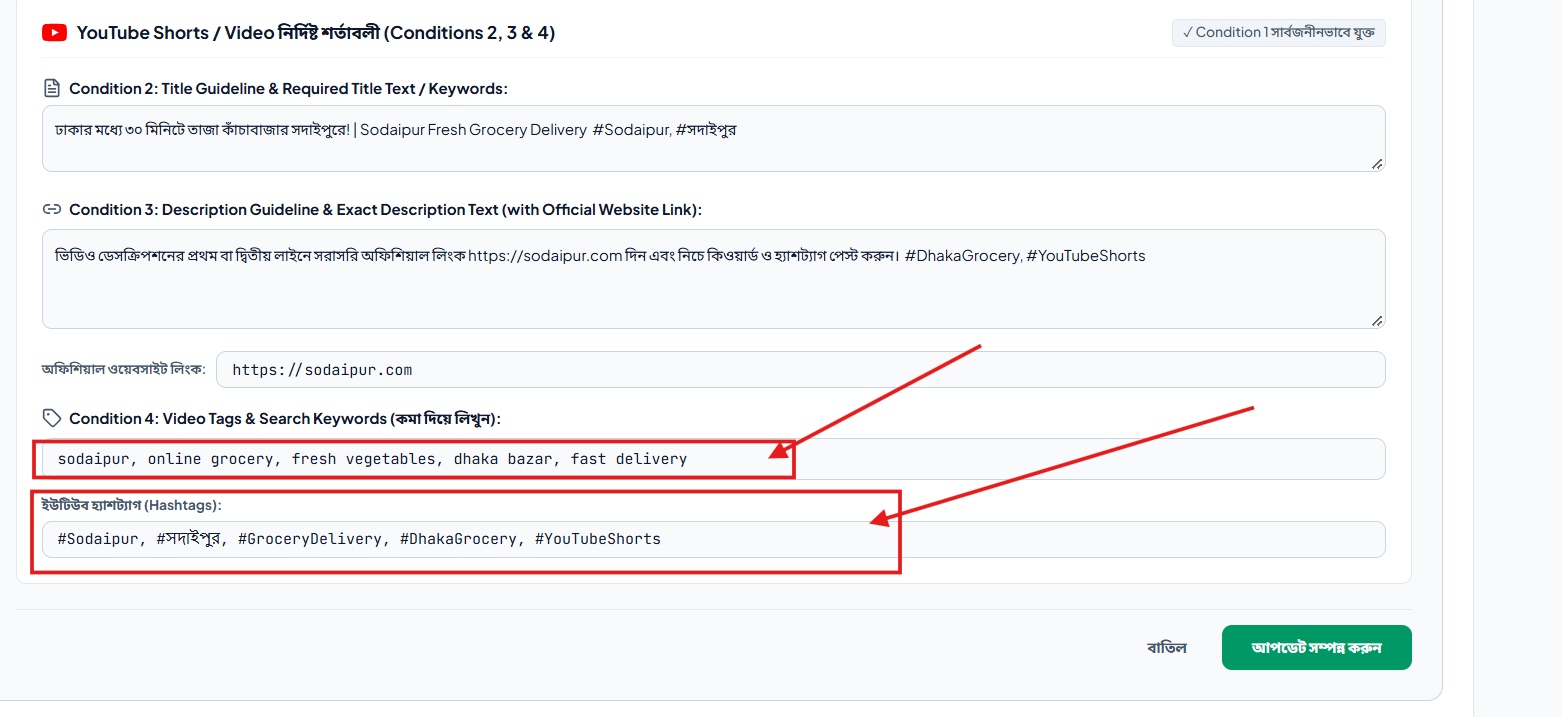 YouTube Shorts / Video নির্দিষ্ট শর্তাবলী (Conditions 2, 3 & 4)
✓ Condition 1 সার্বজনীনভাবে যুক্ত
Condition 2: Title Guideline & Required Title Text / Keywords:
ঢাকার মধ্যে ৩০ মিনিটে তাজা কাঁচাবাজার সদাইপুরে! | Sodaipur Fresh Grocery Delivery #Sodaipur, #সদাইপুর
Condition 3: Description Guideline & Exact Description Text (with Official Website Link):
ভিডিও ডেসক্রিপশনের প্রথম বা দ্বিতীয় লাইনে সরাসরি অফিশিয়াল লিংক https://sodaipur.com দিন এবং নিচে কিওয়ার্ড ও হ্যাশট্যাগ পেস্ট করুন। #DhakaGrocery, #YouTubeShorts
অফিশিয়াল ওয়েবসাইট লিংক:
https://sodaipur.com
Condition 4: Video Tags & Search Keywords (কমা দিয়ে লিখুন):
sodaipur, online grocery, fresh vegetables, dhaka bazar, fast delivery
ইউটিউব হ্যাশট্যাগ (Hashtags):
#Sodaipur, #সদাইপুর, #GroceryDelivery, #DhakaGrocery, #YouTubeShorts
বাতিল
আপডেট সম্পন্ন করুন